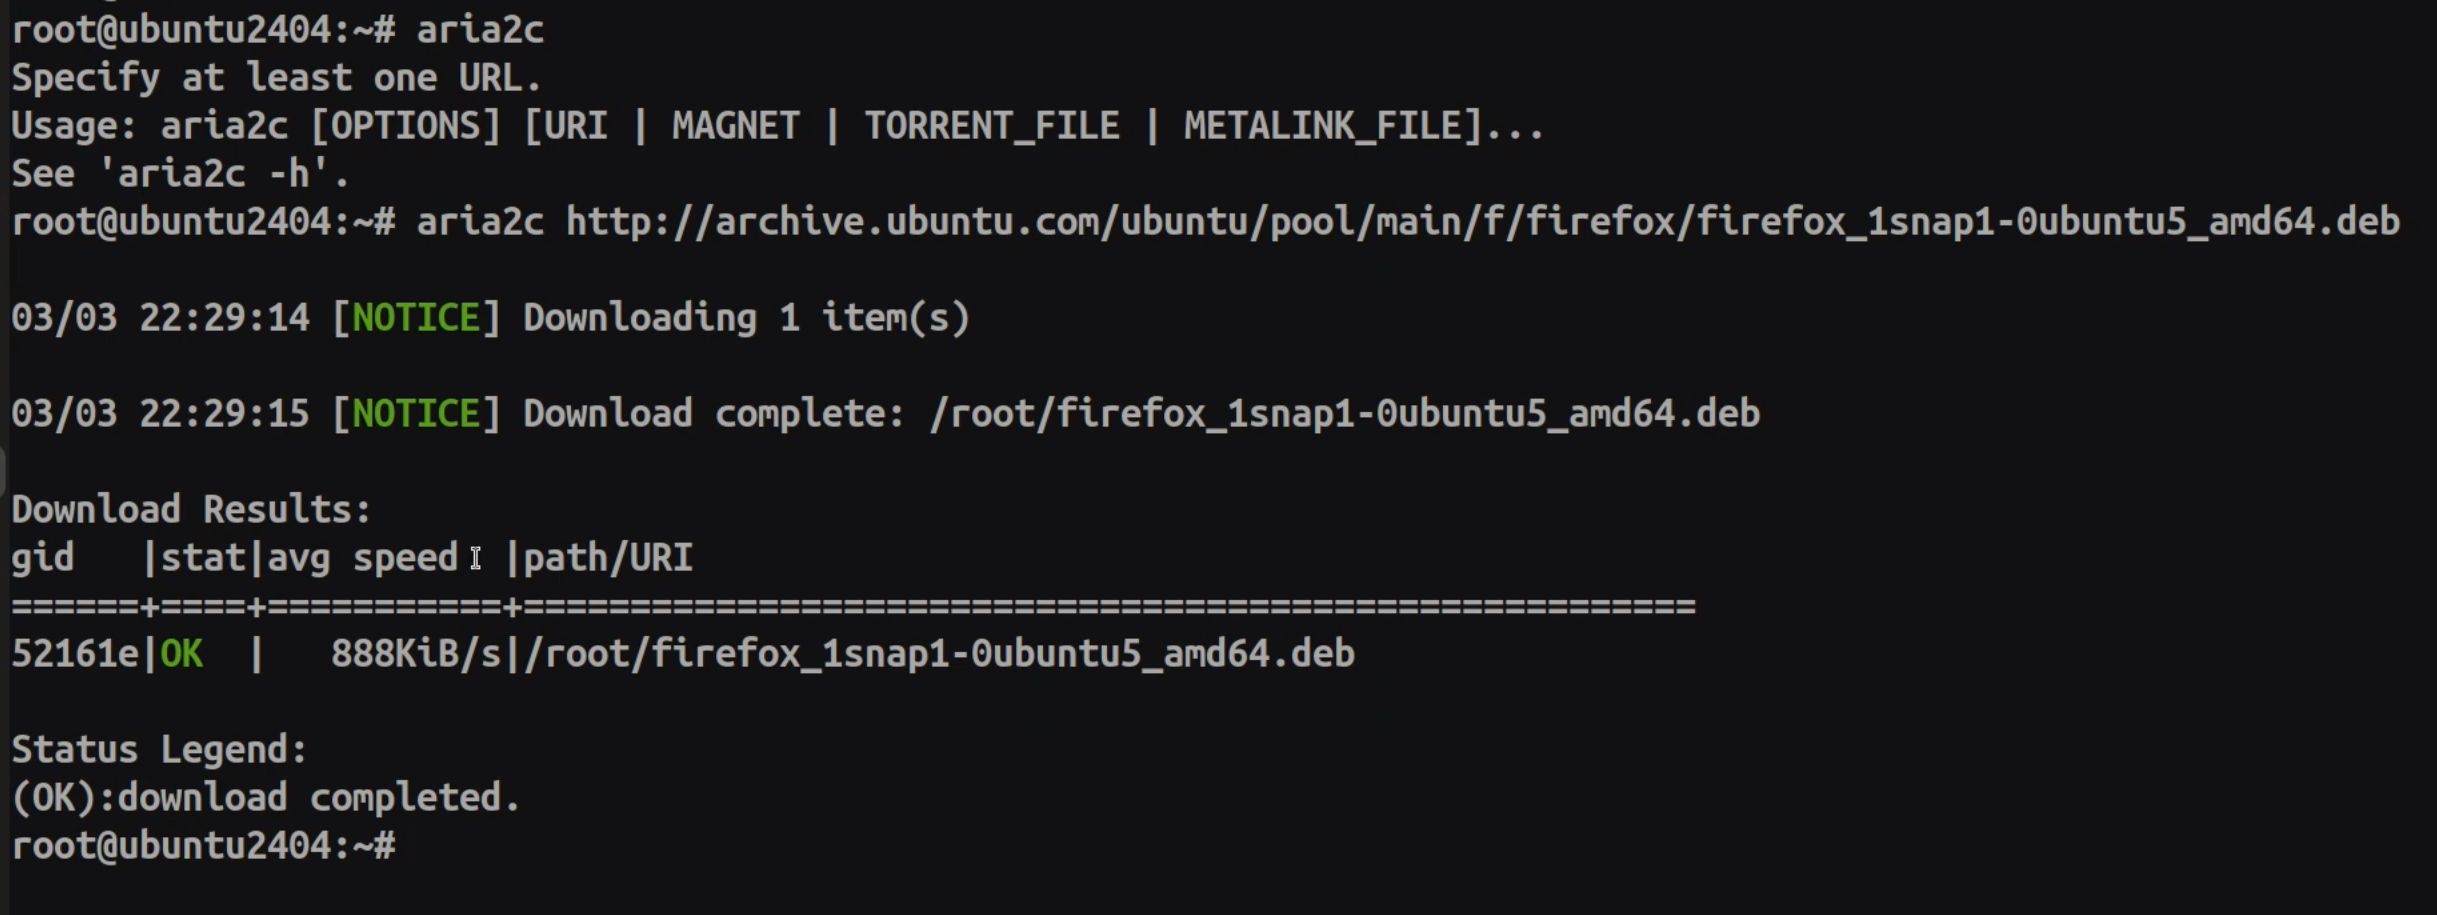 root@ubuntu2404:~# aria2c
Specify at least one URL.
Usage: aria2c [OPTIONS] [URI | MAGNET | TORRENT_FILE | METALINK_FILE]...
See 'aria2c -h'.
root@ubuntu2404:~# aria2c http://archive.ubuntu.com/ubuntu/pool/main/f/firefox/firefox_1snap1-0ubuntu5_amd64.deb
03/03 22:29:14 [NOTICE] Downloading 1 item(s)
03/03 22:29:15 [NOTICE] Download complete: /root/firefox_1snap1-0ubuntu5_amd64.deb
Download Results:
gid   |stat|avg speed  |path/URI
======+====+===========+=======================================================
52161e|OK  |   888KiB/s|/root/firefox_1snap1-0ubuntu5_amd64.deb
Status Legend:
(OK):download completed.
root@ubuntu2404:~#